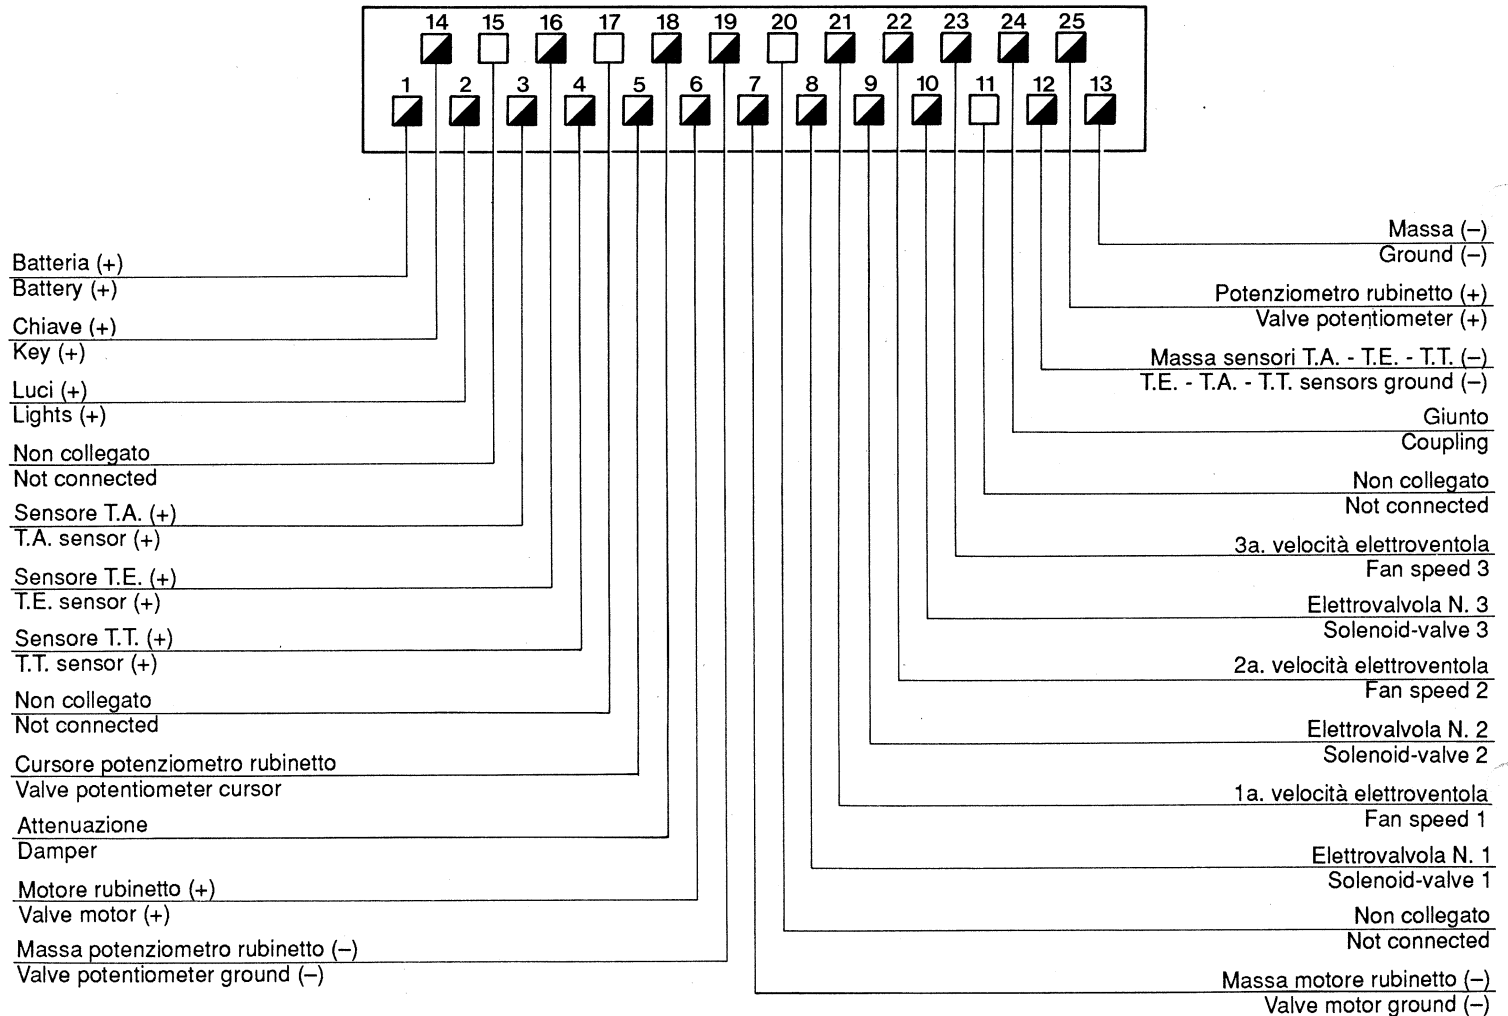 14 15 16 17 18 19 20 21 22 23 24 25
1 2 3 4 5 6 7 8 9 10 11 12 13
Batteria (+)
Battery (+)
Chiave (+)
Key (+)
Luci (+)
Lights (+)
Non collegato
Not connected
Sensore T.A. (+)
T.A. sensor (+)
Sensore T.E. (+)
T.E. sensor (+)
Sensore T.T. (+)
T.T. sensor (+)
Non collegato
Not connected
Cursore potenziometro rubinetto
Valve potentiometer cursor
Attenuazione
Damper
Motore rubinetto (+)
Valve motor (+)
Massa potenziometro rubinetto (–)
Valve potentiometer ground (–)
Massa (–)
Ground (–)
Potenziometro rubinetto (+)
Valve potentiometer (+)
Massa sensori T.A. - T.E. - T.T. (–)
T.E. - T.A. - T.T. sensors ground (–)
Giunto
Coupling
Non collegato
Not connected
3a. velocità elettroventola
Fan speed 3
Elettrovalvola N. 3
Solenoid-valve 3
2a. velocità elettroventola
Fan speed 2
Elettrovalvola N. 2
Solenoid-valve 2
1a. velocità elettroventola
Fan speed 1
Elettrovalvola N. 1
Solenoid-valve 1
Non collegato
Not connected
Massa motore rubinetto (–)
Valve motor ground (–)